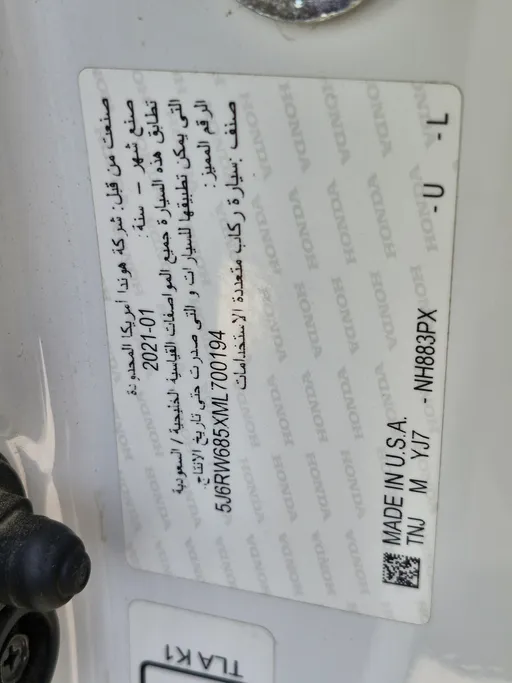 صنعت من قبل: شركة هوندا أمريكا المحدودة
صنع شهر - سنة: 2021-01
تطابق هذه السيارة جميع المواصفات القياسية الخليجية / السعودية
التي يمكن تطبيقها للسيارات و التي صدرت حتى تاريخ الانتاج.
الرقم المميز: 5J6RW685XML700194
صنف :سيارة ركاب متعددة الاستخدامات
MADE IN U.S.A.
TNJ M YJ7 - NH883PX - U - L
TLA K1
HONDA